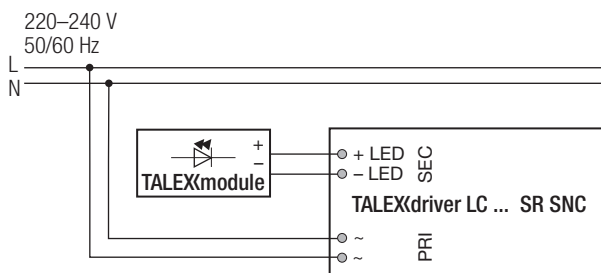 220–240 V
50/60 Hz
L
N
+
−
TALEXmodule
+ LED
− LED
SEC
TALEXdriver LC ... SR SNC
~
~
PRI